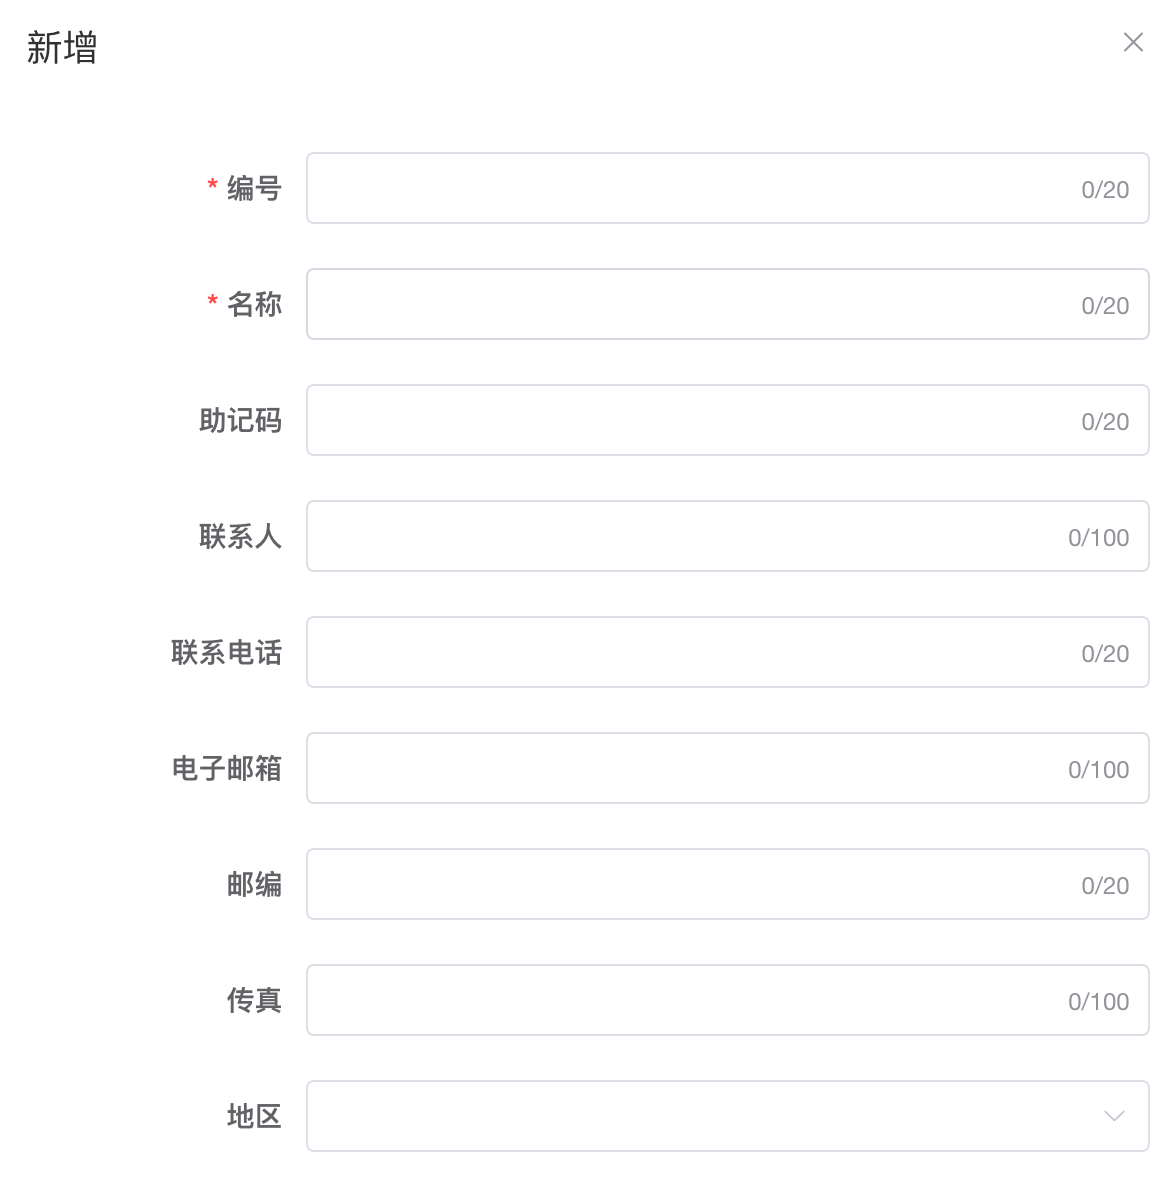 新增
* 编号 0/20
* 名称 0/20
助记码 0/20
联系人 0/100
联系电话 0/20
电子邮箱 0/100
邮编 0/20
传真 0/100
地区